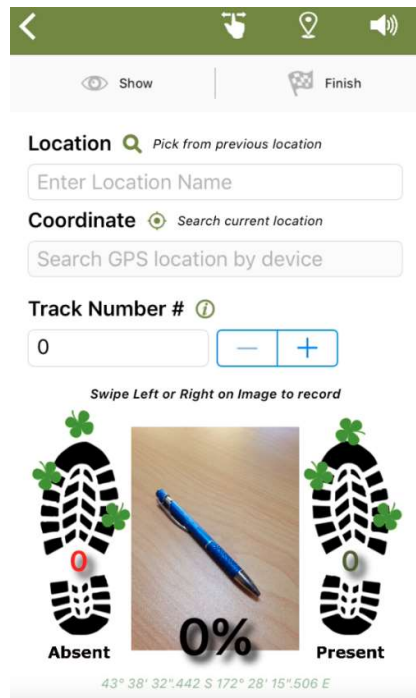 Show Finish
Location Pick from previous location
Enter Location Name
Coordinate Search current location
Search GPS location by device
Track Number #
0
Swipe Left or Right on Image to record
0 0
0%
Absent Present
43° 38' 32".442 S 172° 28' 15".506 E